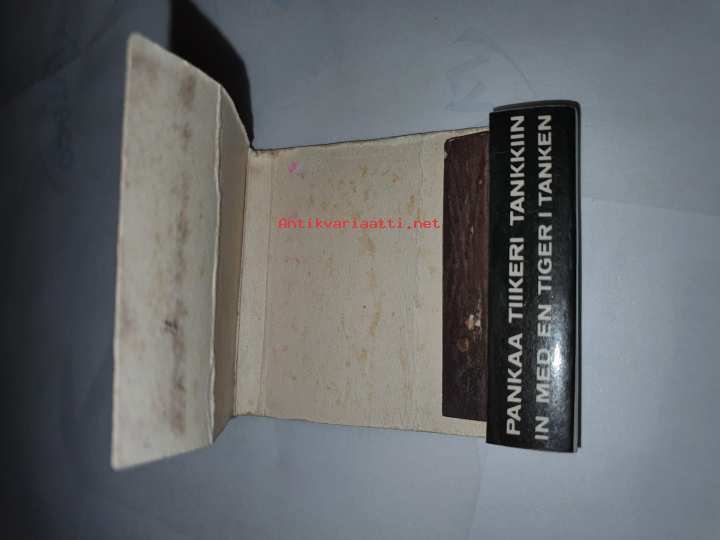 Antikvariaatti.net
PANKAA TIIKERI TANKKIIN
IN MED EN TIGER I TANKEN